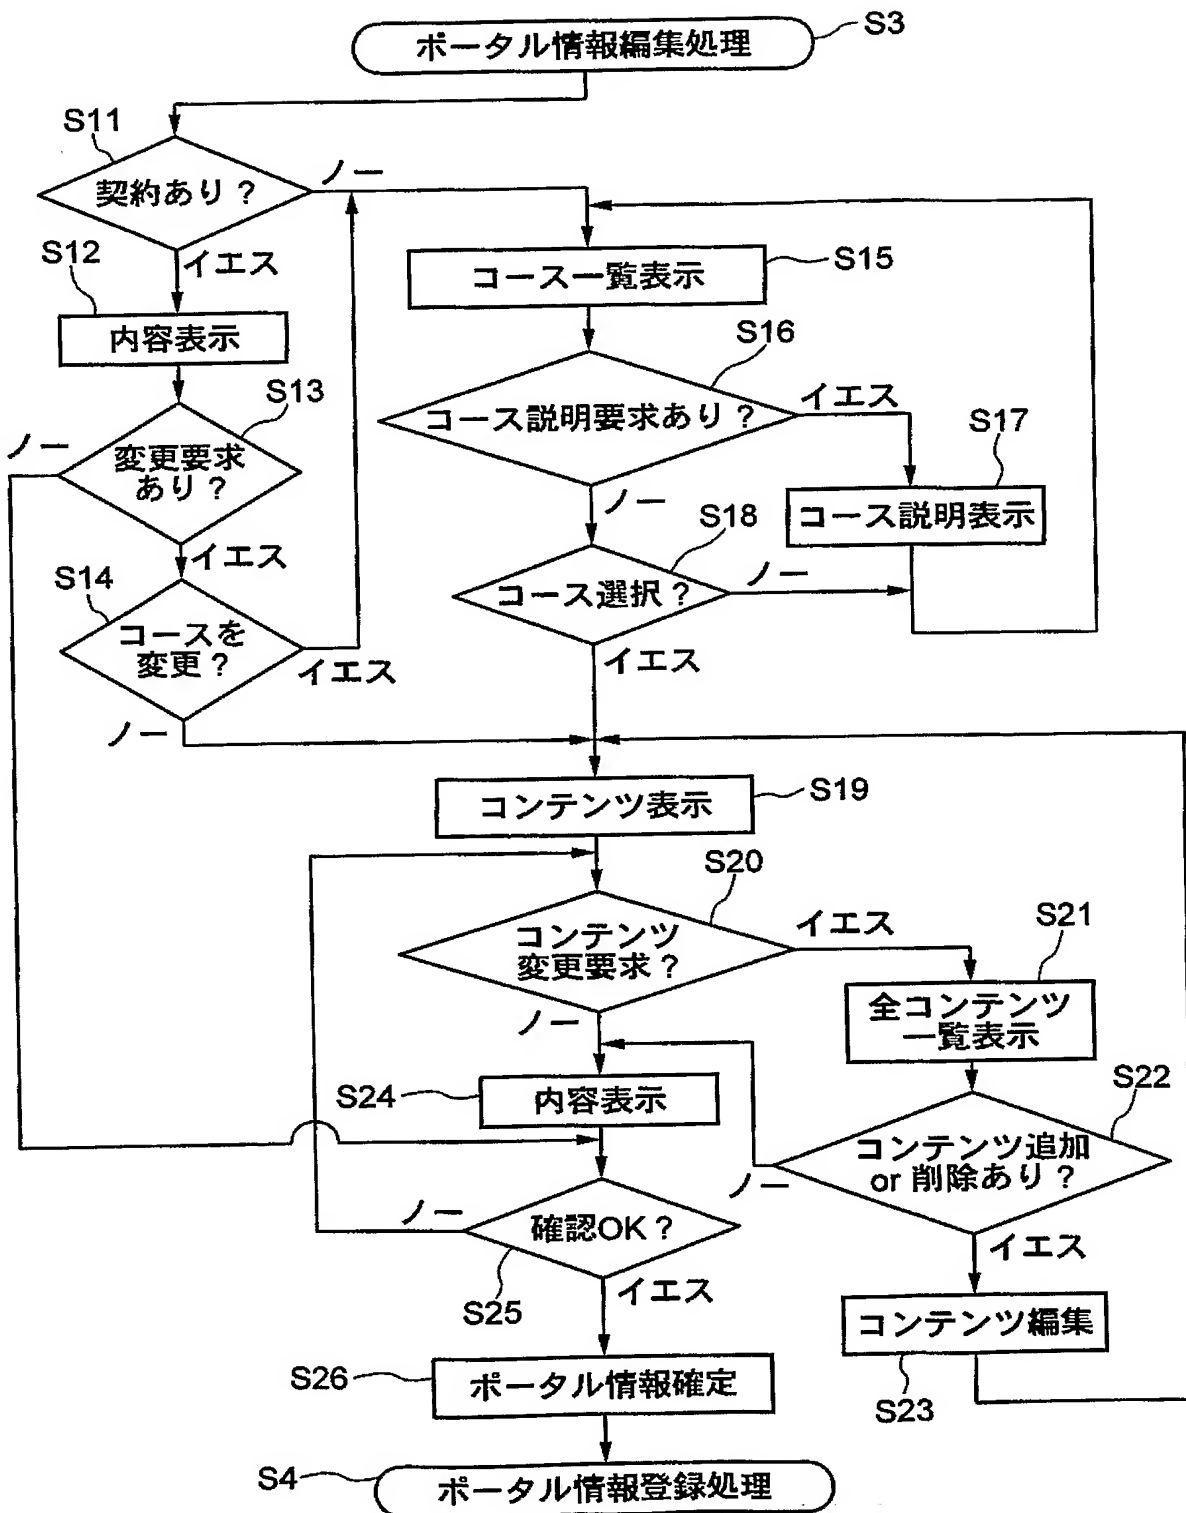 ポータル情報編集処理
S3
S11
契約あり？
ノー
イエス
S12
内容表示
S13
ノー
変更要求
あり？
イエス
S14
コースを
変更？
イエス
ノー
コース一覧表示
S15
S16
コース説明要求あり？
イエス
S17
コース説明表示
ノー
S18
コース選択？
ノー
イエス
コンテンツ表示
S19
S20
コンテンツ
変更要求？
イエス
S21
全コンテンツ
一覧表示
ノー
S24
内容表示
S22
コンテンツ追加
or 削除あり？
ノー
イエス
ノー
確認OK？
S25
イエス
コンテンツ編集
S23
S26
ポータル情報確定
S4
ポータル情報登録処理